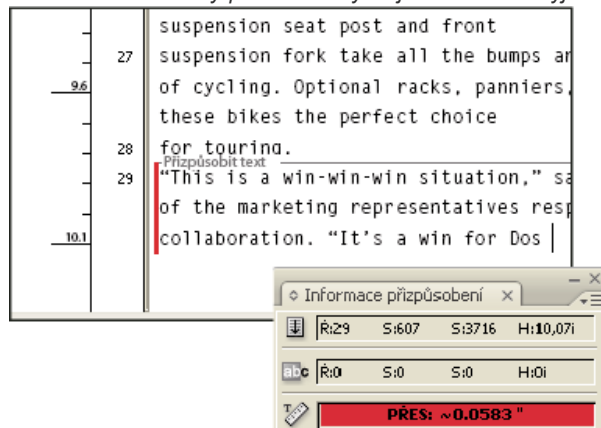 suspension seat post and front
27 suspension fork take all the bumps an
9.6 of cycling. Optional racks, panniers,
these bikes the perfect choice
28 for touring.
Přizpůsobit text
29 “This is a win-win-win situation,” sa
of the marketing representatives resp
10.1 collaboration. “It’s a win for Dos
Informace přizpůsobení
Ř:29 S:607 S:3716 H:10,07i
abc Ř:0 S:0 S:0 H:0i
PŘES: ~0.0583 "